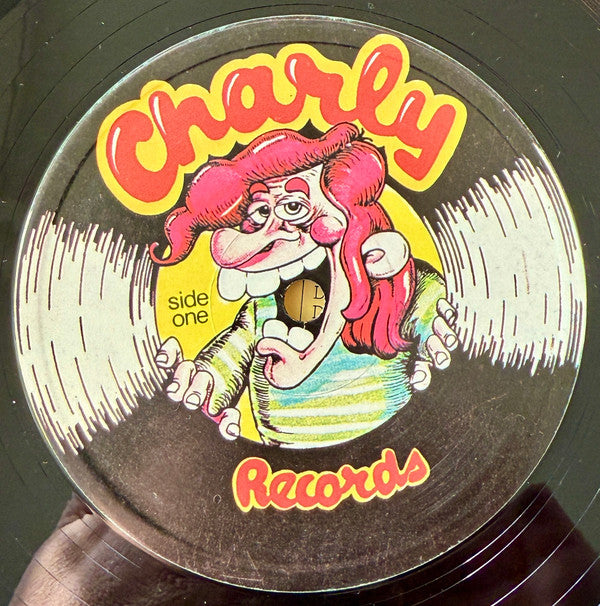 Charly
side
one
Records